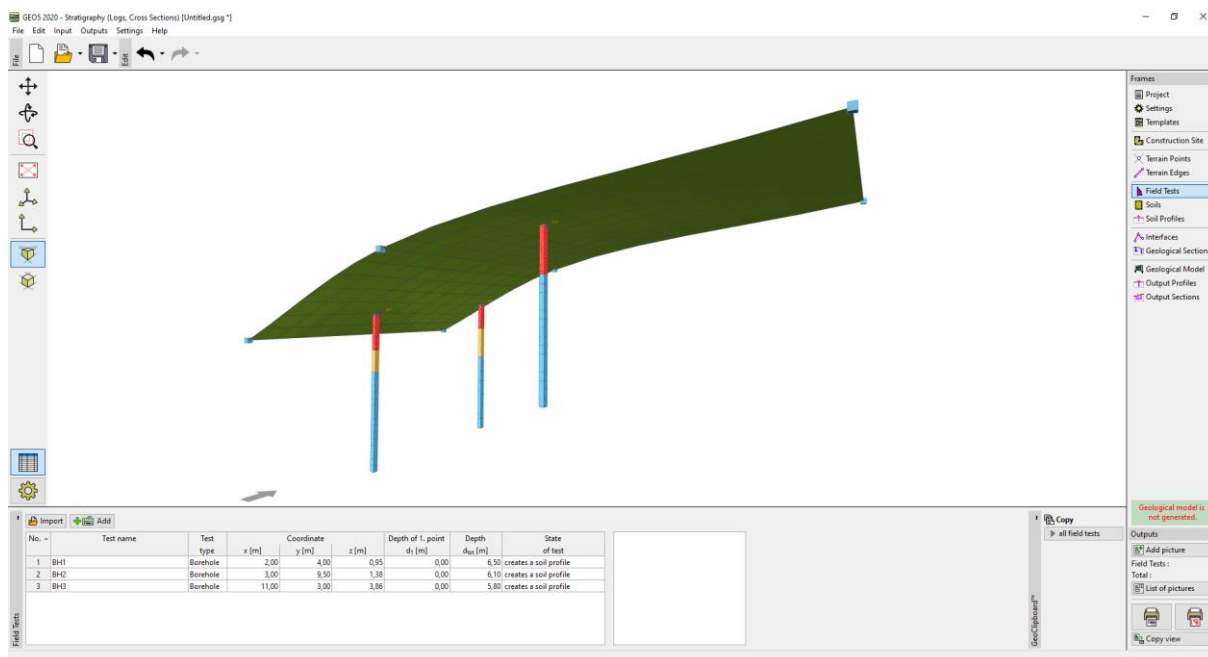 GEO5 2020 - Stratigraphy (Logs, Cross Sections) [Untitled.gsg *]
File Edit Input Outputs Settings Help
File
Edit
Frames
Project
Settings
Templates
Construction Site
Terrain Points
Terrain Edges
Field Tests
Soils
Soil Profiles
Interfaces
Geological Section
Geological Model
Output Profiles
Output Sections
Geological model is
not generated.
Outputs
Add picture
Field Tests :
Total :
List of pictures
Copy view
Import Add
No. Test name Test Coordinate Depth of 1. point Depth State
type x [m] y [m] z [m] d₁ [m] dtot [m] of test
1 BH1 Borehole 2,00 4,00 0,95 0,00 6,50 creates a soil profile
2 BH2 Borehole 3,00 9,50 1,38 0,00 6,10 creates a soil profile
3 BH3 Borehole 11,00 3,00 3,86 0,00 5,80 creates a soil profile
Field Tests
GeoClipboard™
Copy
all field tests